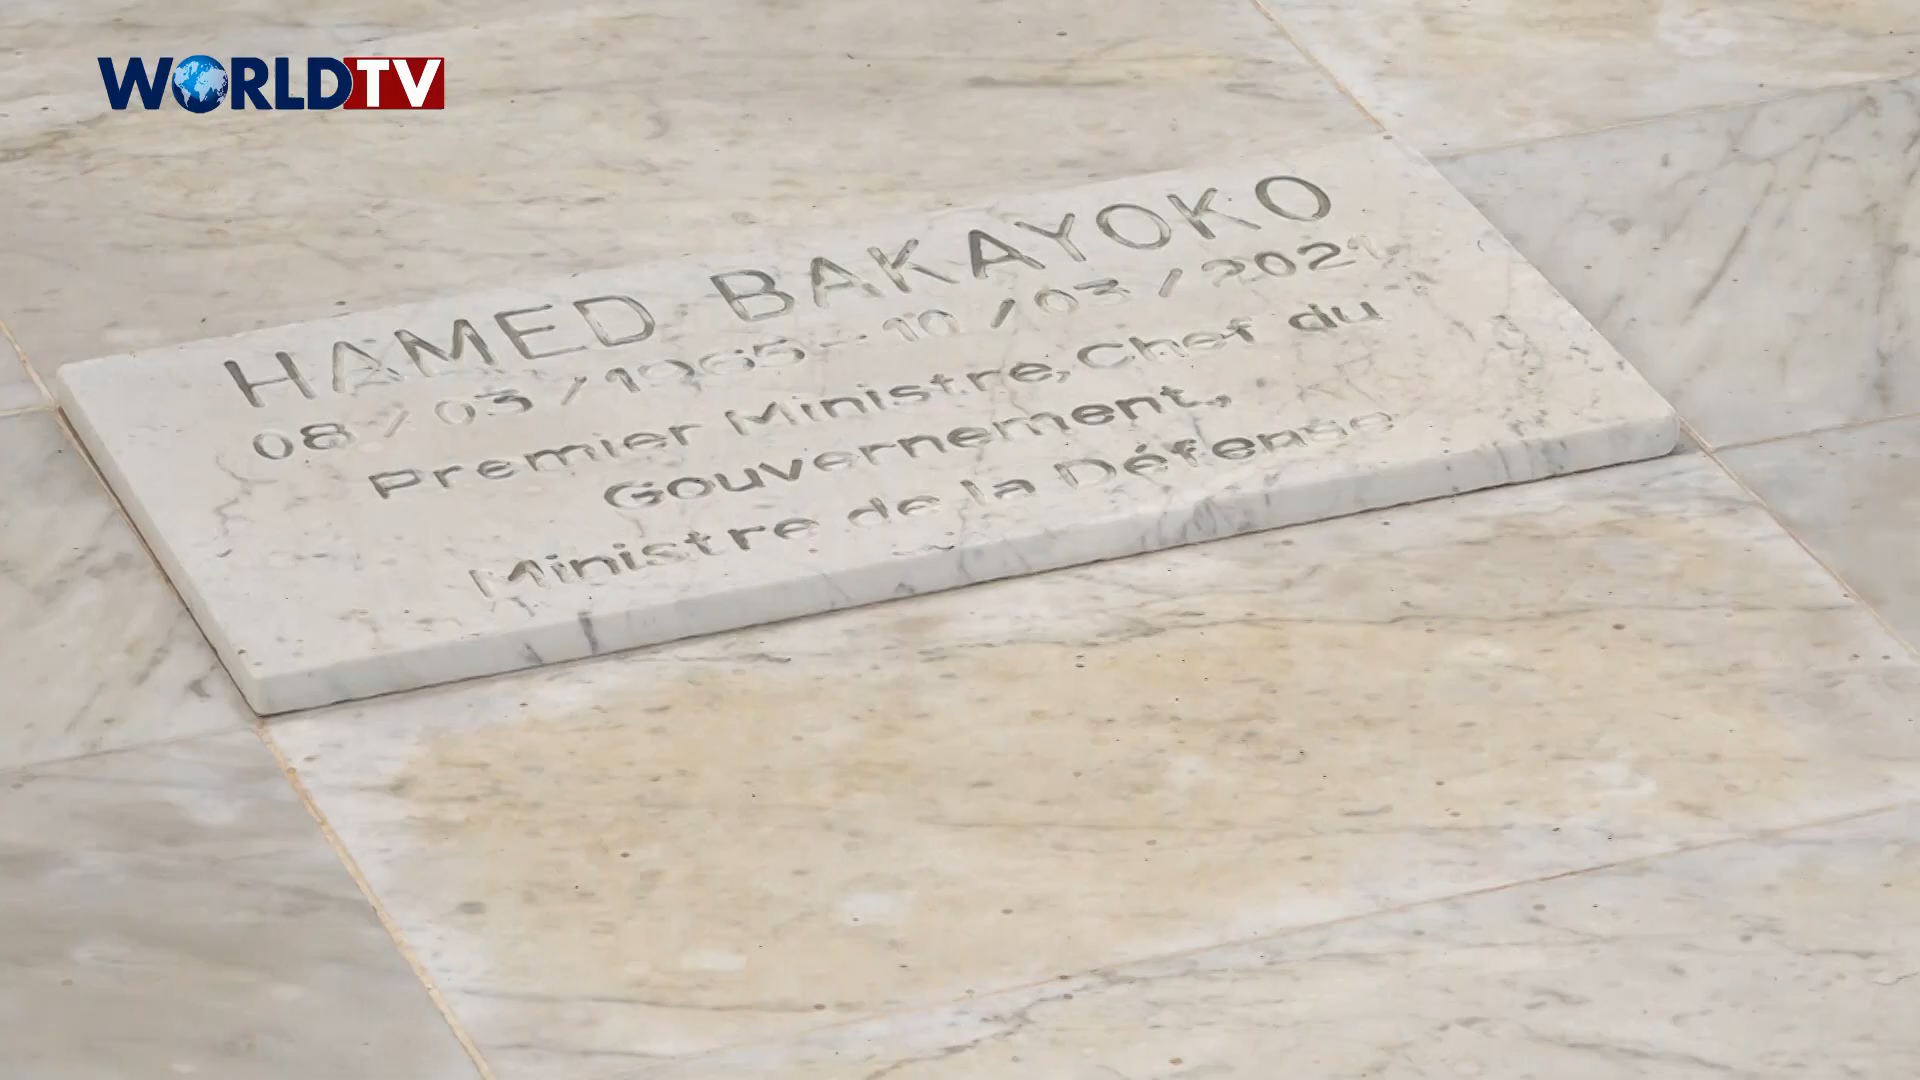 WORLDTV
HAMED BAKAYOKO
08/03/1965-10/03/2021
Premier Ministre, Chef du
Gouvernement,
Ministre de la Défense